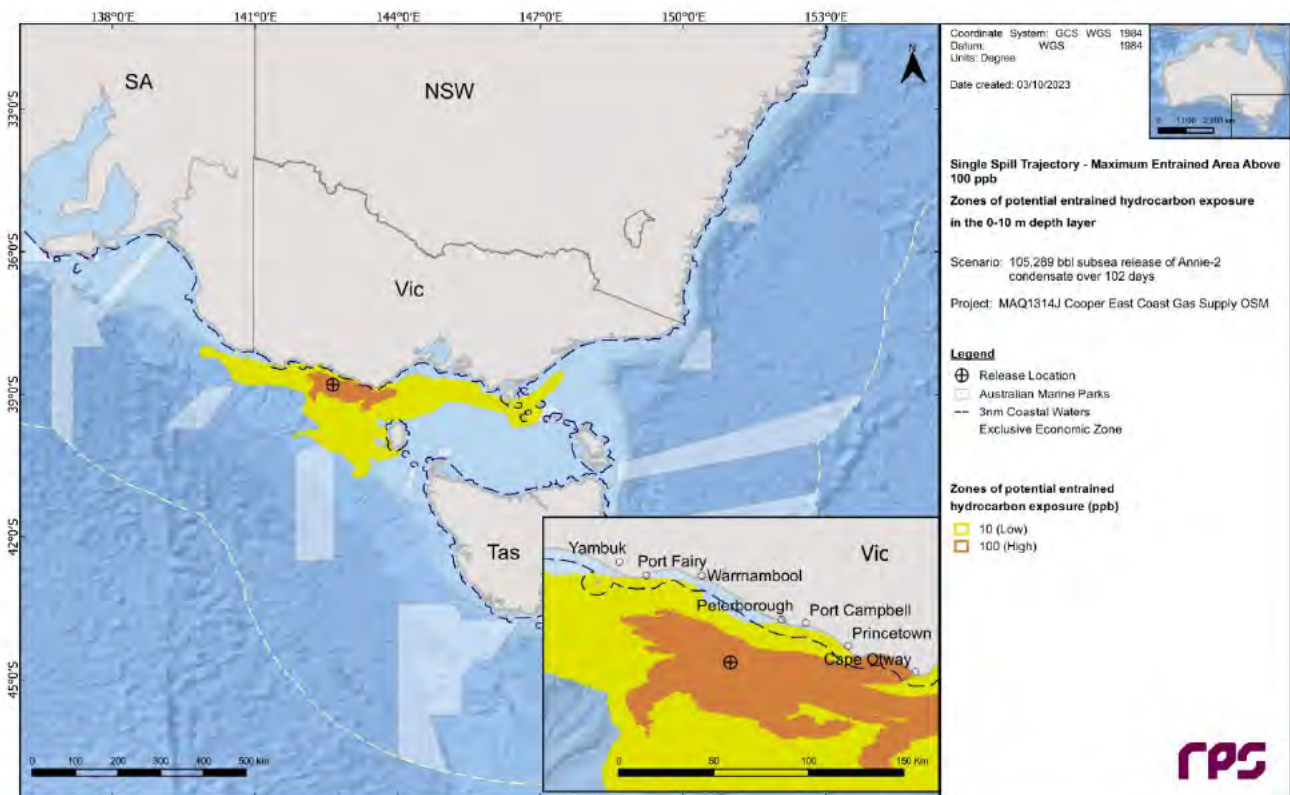 138°0'E
141°0'E
144°0'E
147°0'E
150°0'E
153°0'E
33°0'S
36°0'S
39°0'S
42°0'S
45°0'S
SA
NSW
Vic
Tas
N
0 100 200 300 400 500 Km
Yambuk
Port Fairy
Warrnambool
Vic
Peterborough
Port Campbell
Princetown
Cape Otway
0 50 100 150 Km
Coordinate System: GCS WGS 1984
Datum: WGS 1984
Units: Degree
Date created: 03/10/2023
0 1,000 2,000 km
Single Spill Trajectory - Maximum Entrained Area Above
100 ppb
Zones of potential entrained hydrocarbon exposure
in the 0-10 m depth layer
Scenario: 105,289 bbl subsea release of Annie-2
condensate over 102 days
Project: MAQ1314J Cooper East Coast Gas Supply OSM
Legend
Release Location
Australian Marine Parks
3nm Coastal Waters
Exclusive Economic Zone
Zones of potential entrained
hydrocarbon exposure (ppb)
10 (Low)
100 (High)
rps